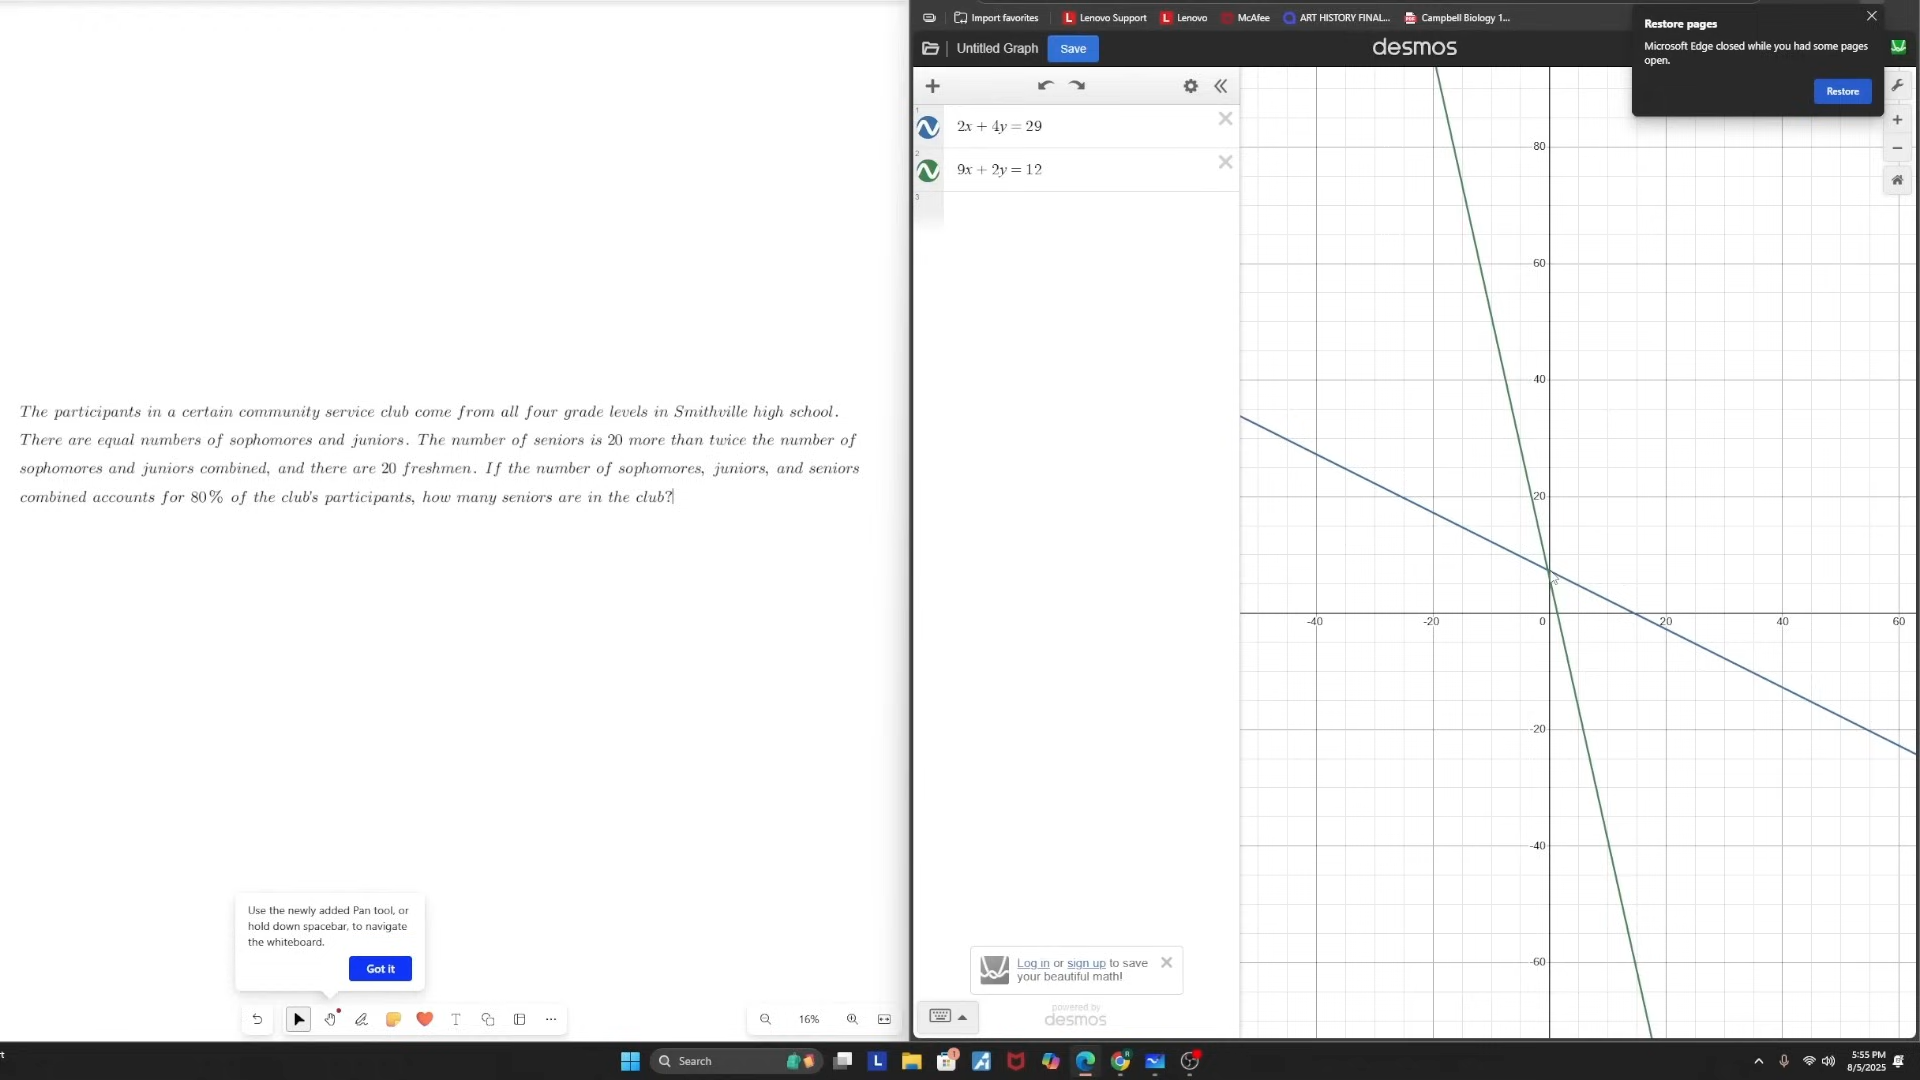 Import favorites
Lenovo Support
Lenovo
McAfee
ART HISTORY FINAL...
Campbell Biology 1...
Restore pages
Microsoft Edge closed while you had some pages
open.
Restore
Untitled Graph
Save
desmos
1
2x + 4y = 29
2
9x + 2y = 12
3
80
60
40
20
-40
-20
0
20
40
60
-20
-40
-60
The participants in a certain community service club come from all four grade levels in Smithville high school.
There are equal numbers of sophomores and juniors. The number of seniors is 20 more than twice the number of
sophomores and juniors combined, and there are 20 freshmen. If the number of sophomores, juniors, and seniors
combined accounts for 80% of the club's participants, how many seniors are in the club?
Use the newly added Pan tool, or
hold down spacebar, to navigate
the whiteboard.
Got it
16%
Log in or sign up to save
your beautiful math!
powered by
desmos
Search
5:55 PM
8/5/2025